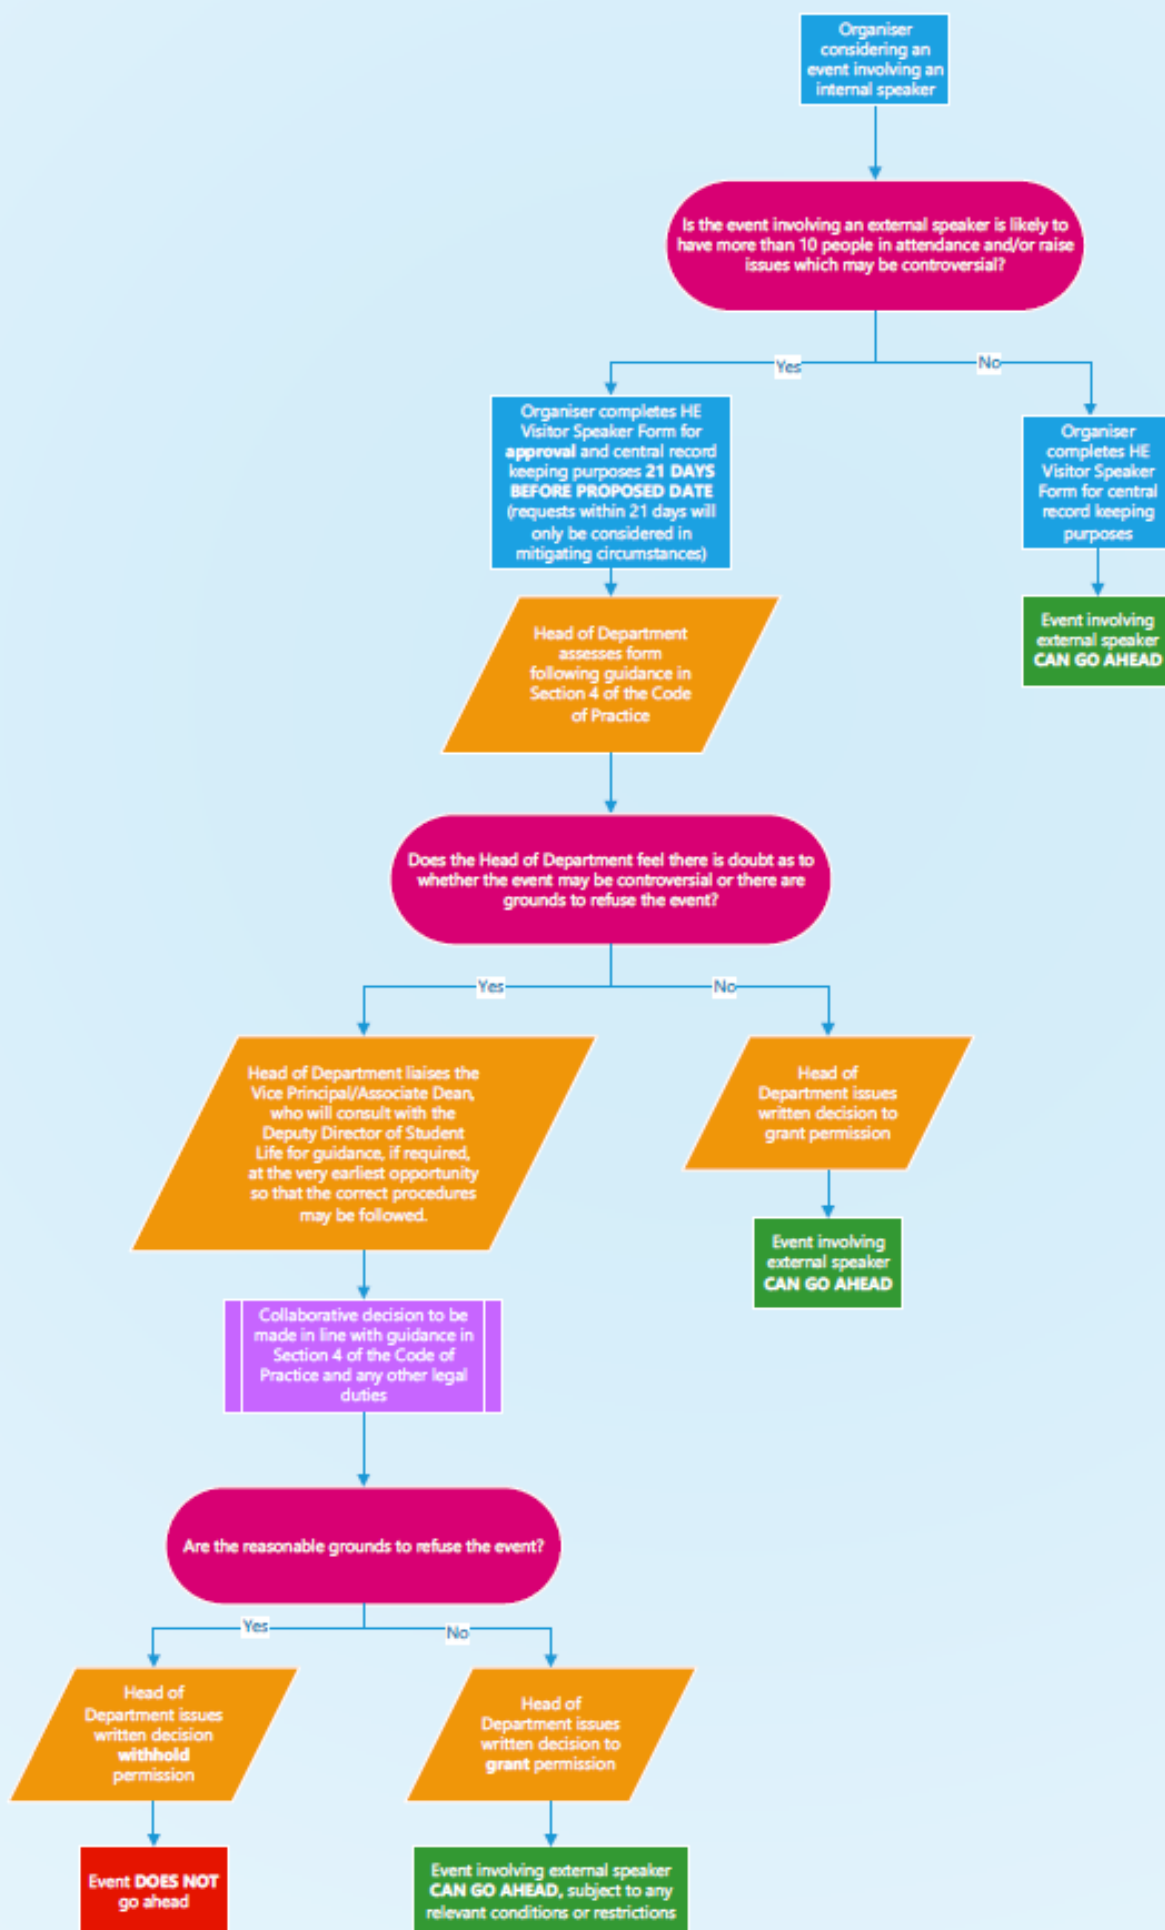 Organiser
considering an
event involving an
internal speaker
Is the event involving an external speaker is likely to
have more than 10 people in attendance and/or raise
issues which may be controversial?
Yes
No
Organiser completes HE
Visitor Speaker Form for
approval and central record
keeping purposes 21 DAYS
BEFORE PROPOSED DATE
(requests within 21 days will
only be considered in
mitigating circumstances)
Organiser
completes HE
Visitor Speaker
Form for central
record keeping
purposes
Head of Department
assesses form
following guidance in
Section 4 of the Code
of Practice
Event involving
external speaker
CAN GO AHEAD
Does the Head of Department feel there is doubt as to
whether the event may be controversial or there are
grounds to refuse the event?
Yes
No
Head of Department liaises the
Vice Principal/Associate Dean,
who will consult with the
Deputy Director of Student
Life for guidance, if required,
at the very earliest opportunity
so that the correct procedures
may be followed.
Head of
Department issues
written decision to
grant permission
Event involving
external speaker
CAN GO AHEAD
Collaborative decision to be
made in line with guidance in
Section 4 of the Code of
Practice and any other legal
duties
Are the reasonable grounds to refuse the event?
Yes
No
Head of
Department issues
written decision
withhold
permission
Head of
Department issues
written decision to
grant permission
Event DOES NOT
go ahead
Event involving external speaker
CAN GO AHEAD, subject to any
relevant conditions or restrictions